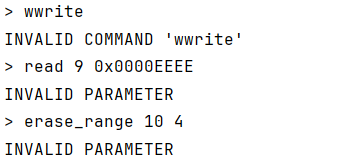 > wwrite
INVALID COMMAND 'wwrite'
> read 9 0x0000EEEE
INVALID PARAMETER
> erase_range 10 4
INVALID PARAMETER